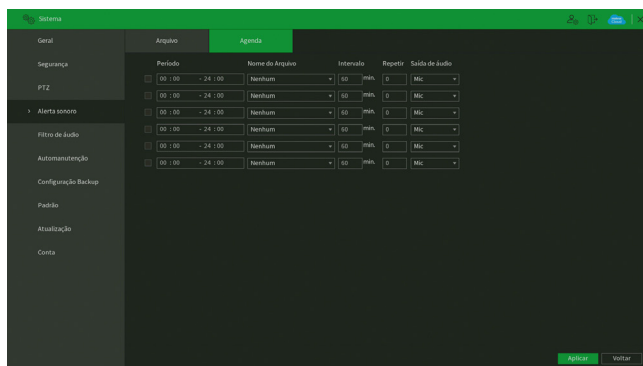 Sistema
Geral
Segurança
PTZ
> Alerta sonoro
Filtro de áudio
Automanutenção
Configuração Backup
Padrão
Atualização
Conta
Arquivo Agenda
Período Nome do Arquivo Intervalo Repetir Saída de áudio
00 : 00 - 24 : 00 Nenhum 60 min. 0 Mic
00 : 00 - 24 : 00 Nenhum 60 min. 0 Mic
00 : 00 - 24 : 00 Nenhum 60 min. 0 Mic
00 : 00 - 24 : 00 Nenhum 60 min. 0 Mic
00 : 00 - 24 : 00 Nenhum 60 min. 0 Mic
00 : 00 - 24 : 00 Nenhum 60 min. 0 Mic
Aplicar Voltar